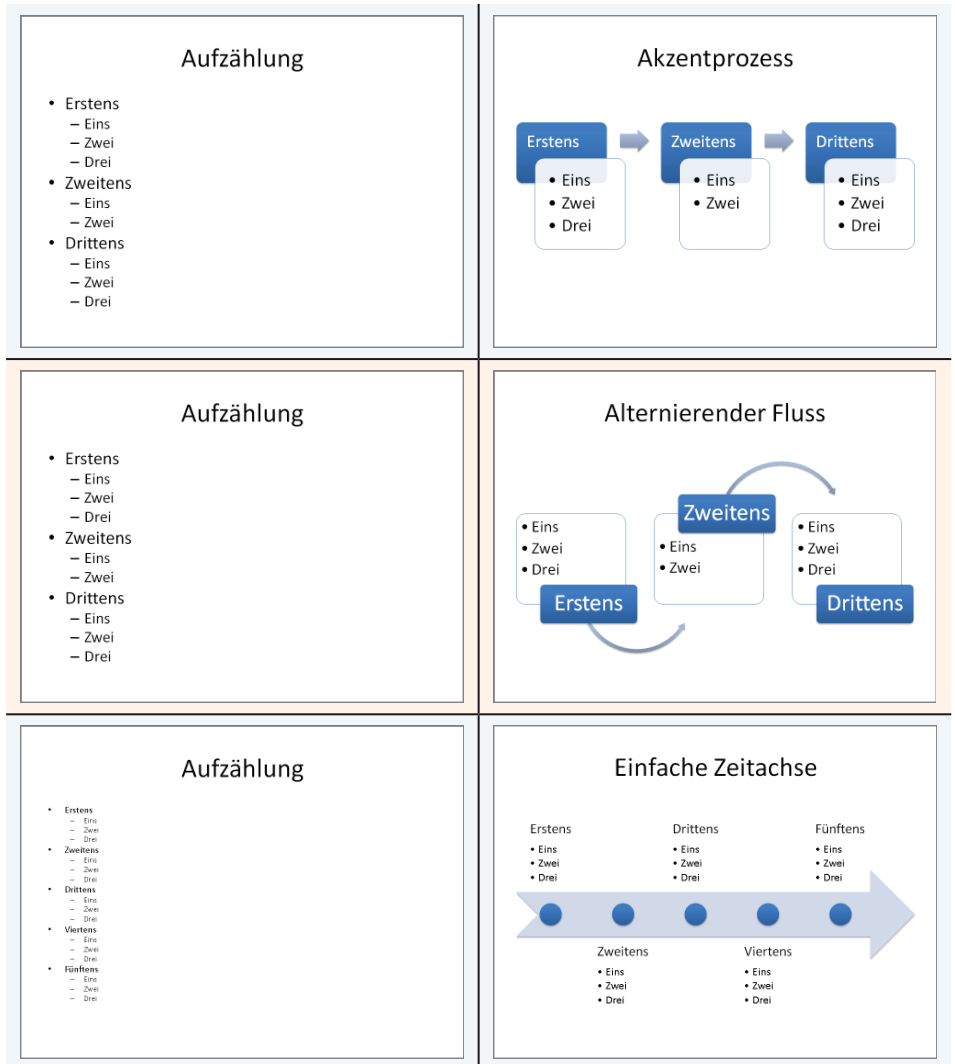 Aufzählung
• Erstens
– Eins
– Zwei
– Drei
• Zweitens
– Eins
– Zwei
• Drittens
– Eins
– Zwei
– Drei
Akzentprozess
Erstens
• Eins
• Zwei
• Drei
Zweitens
• Eins
• Zwei
Drittens
• Eins
• Zwei
• Drei
Aufzählung
• Erstens
– Eins
– Zwei
– Drei
• Zweitens
– Eins
– Zwei
• Drittens
– Eins
– Zwei
– Drei
Alternierender Fluss
• Eins
• Zwei
• Drei
Erstens
Zweitens
• Eins
• Zwei
• Eins
• Zwei
• Drei
Drittens
Aufzählung
• Erstens
– Eins
– Zwei
– Drei
• Zweitens
– Eins
– Zwei
– Drei
• Drittens
– Eins
– Zwei
– Drei
• Viertens
– Eins
– Zwei
– Drei
• Fünftens
– Eins
– Zwei
– Drei
Einfache Zeitachse
Erstens
• Eins
• Zwei
• Drei
Zweitens
• Eins
• Zwei
• Drei
Drittens
• Eins
• Zwei
• Drei
Viertens
• Eins
• Zwei
• Drei
Fünftens
• Eins
• Zwei
• Drei